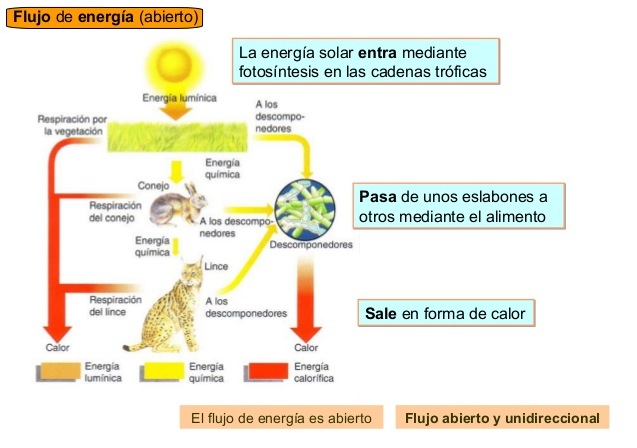 Flujo de energía (abierto)
La energía solar entra mediante
fotosíntesis en las cadenas tróficas
Energía lumínica
Respiración por
la vegetación
A los
descompo-
nedores
Energía
química
Conejo
Respiración
del conejo
A los descompo-
nedores
Descomponedores
Pasa de unos eslabones a
otros mediante el alimento
Energía
química
Lince
Respiración
del lince
A los
descomponedores
Sale en forma de calor
Calor
Calor
Energía
lumínica
Energía
química
Energía
calorífica
El flujo de energía es abierto
Flujo abierto y unidireccional